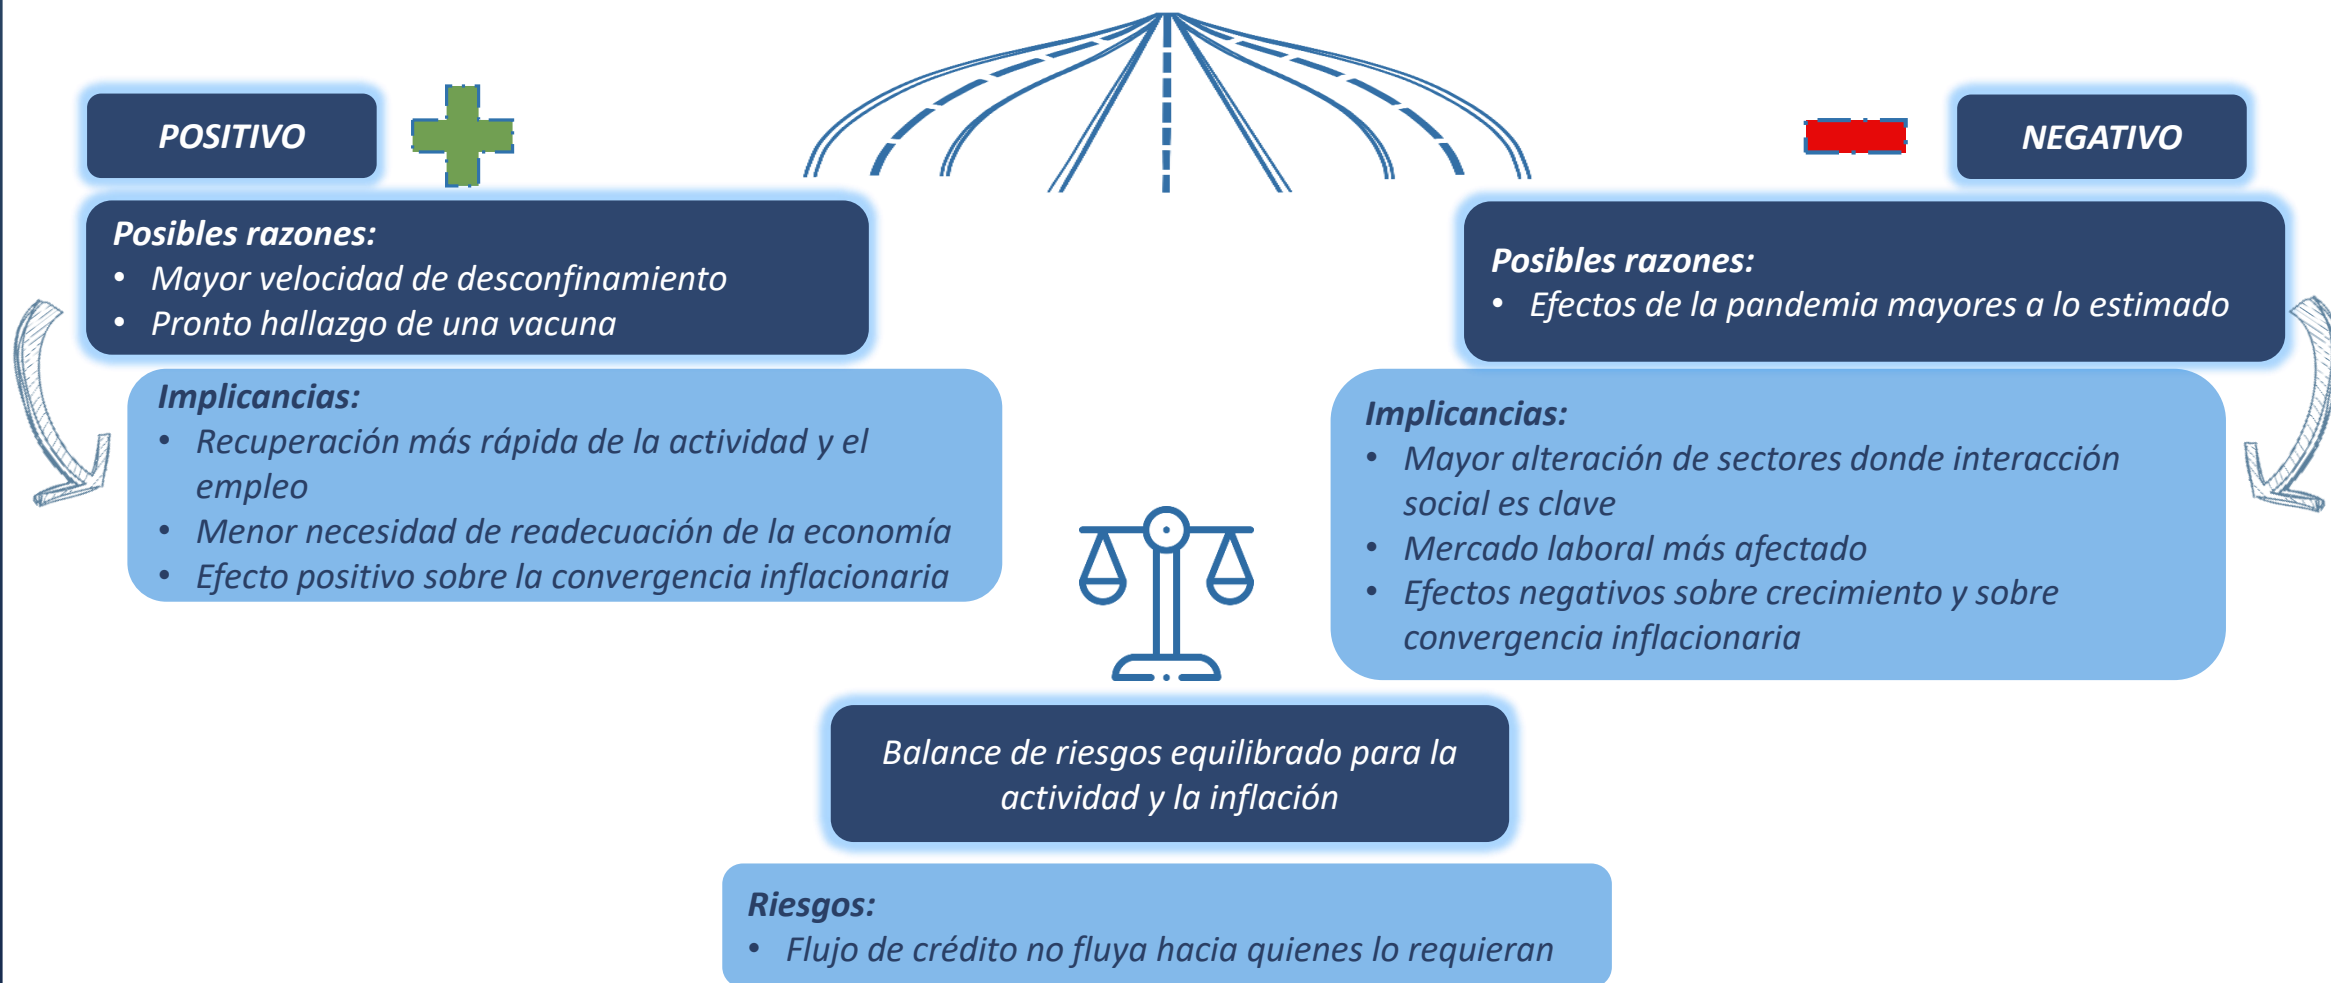 POSITIVO
Posibles razones:
• Mayor velocidad de desconfinamiento
• Pronto hallazgo de una vacuna
Implicancias:
• Recuperación más rápida de la actividad y el
empleo
• Menor necesidad de readecuación de la economía
• Efecto positivo sobre la convergencia inflacionaria
NEGATIVO
Posibles razones:
• Efectos de la pandemia mayores a lo estimado
Implicancias:
• Mayor alteración de sectores donde interacción
social es clave
• Mercado laboral más afectado
• Efectos negativos sobre crecimiento y sobre
convergencia inflacionaria
Balance de riesgos equilibrado para la
actividad y la inflación
Riesgos:
• Flujo de crédito no fluya hacia quienes lo requieran